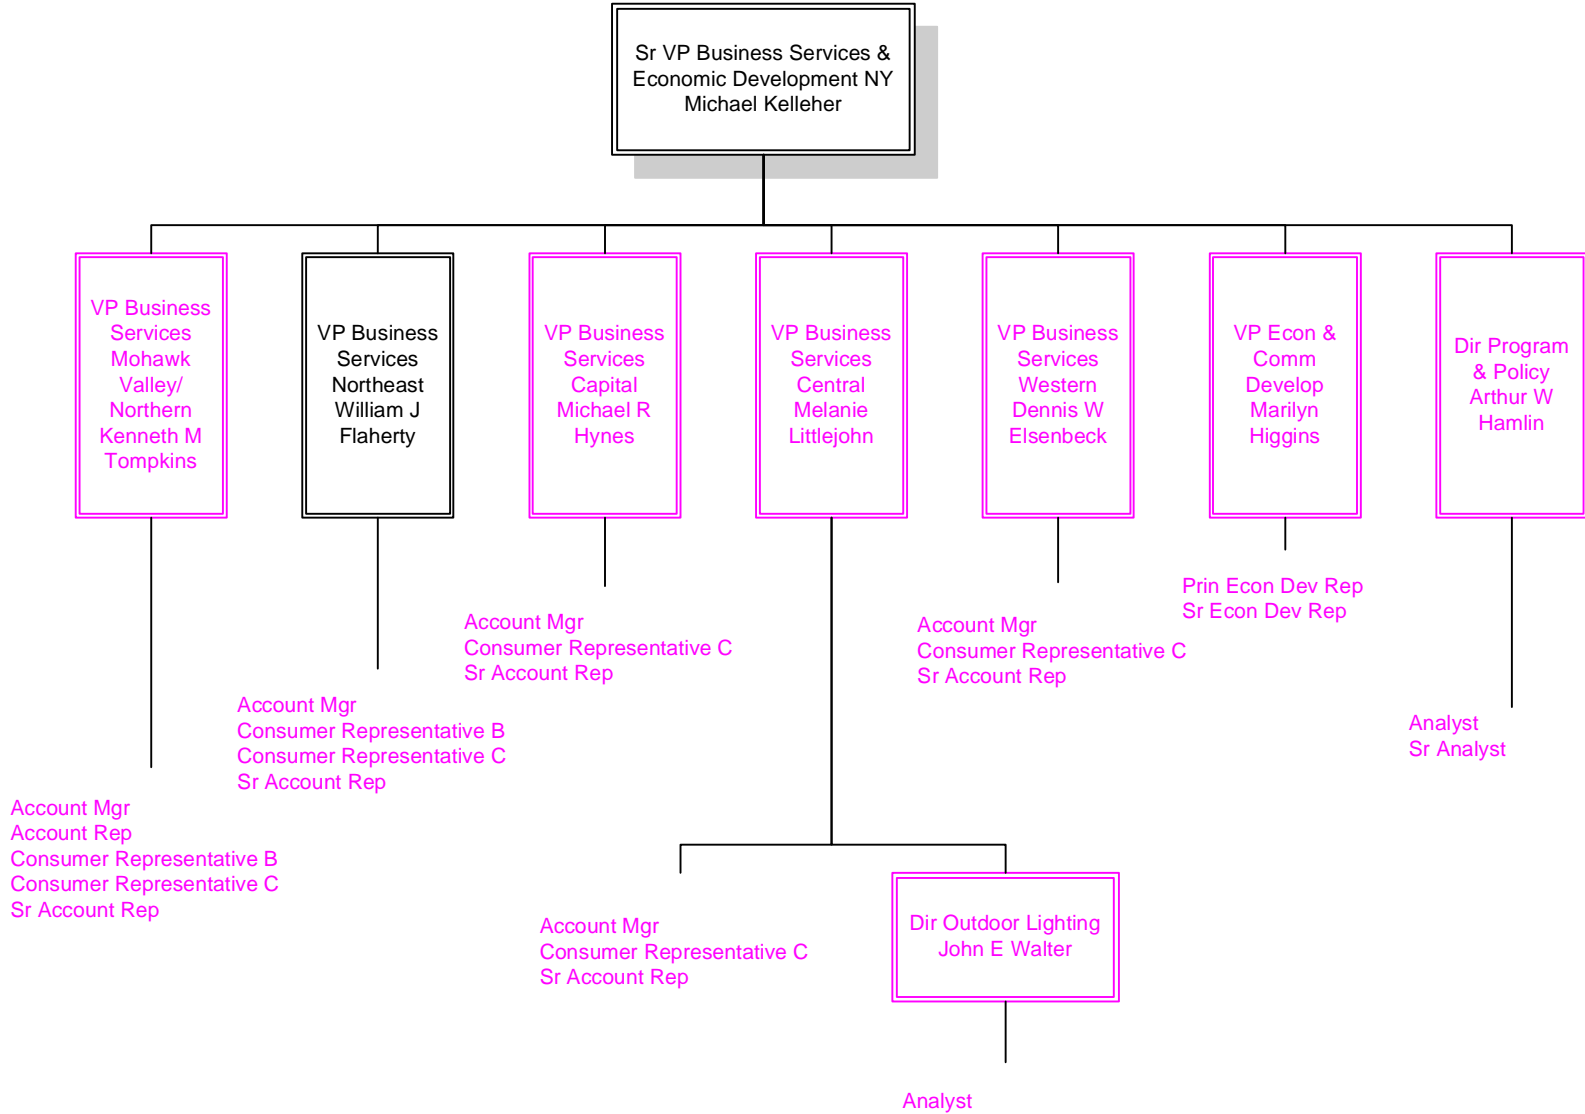 Sr VP Business Services &
Economic Development NY
Michael Kelleher
VP Business
Services
Mohawk
Valley/
Northern
Kenneth M
Tompkins
VP Business
Services
Northeast
William J
Flaherty
VP Business
Services
Capital
Michael R
Hynes
VP Business
Services
Central
Melanie
Littlejohn
VP Business
Services
Western
Dennis W
Elsenbeck
VP Econ &
Comm
Develop
Marilyn
Higgins
Dir Program
& Policy
Arthur W
Hamlin
Account Mgr
Account Rep
Consumer Representative B
Consumer Representative C
Sr Account Rep
Account Mgr
Consumer Representative B
Consumer Representative C
Sr Account Rep
Account Mgr
Consumer Representative C
Sr Account Rep
Account Mgr
Consumer Representative C
Sr Account Rep
Dir Outdoor Lighting
John E Walter
Analyst
Account Mgr
Consumer Representative C
Sr Account Rep
Prin Econ Dev Rep
Sr Econ Dev Rep
Analyst
Sr Analyst